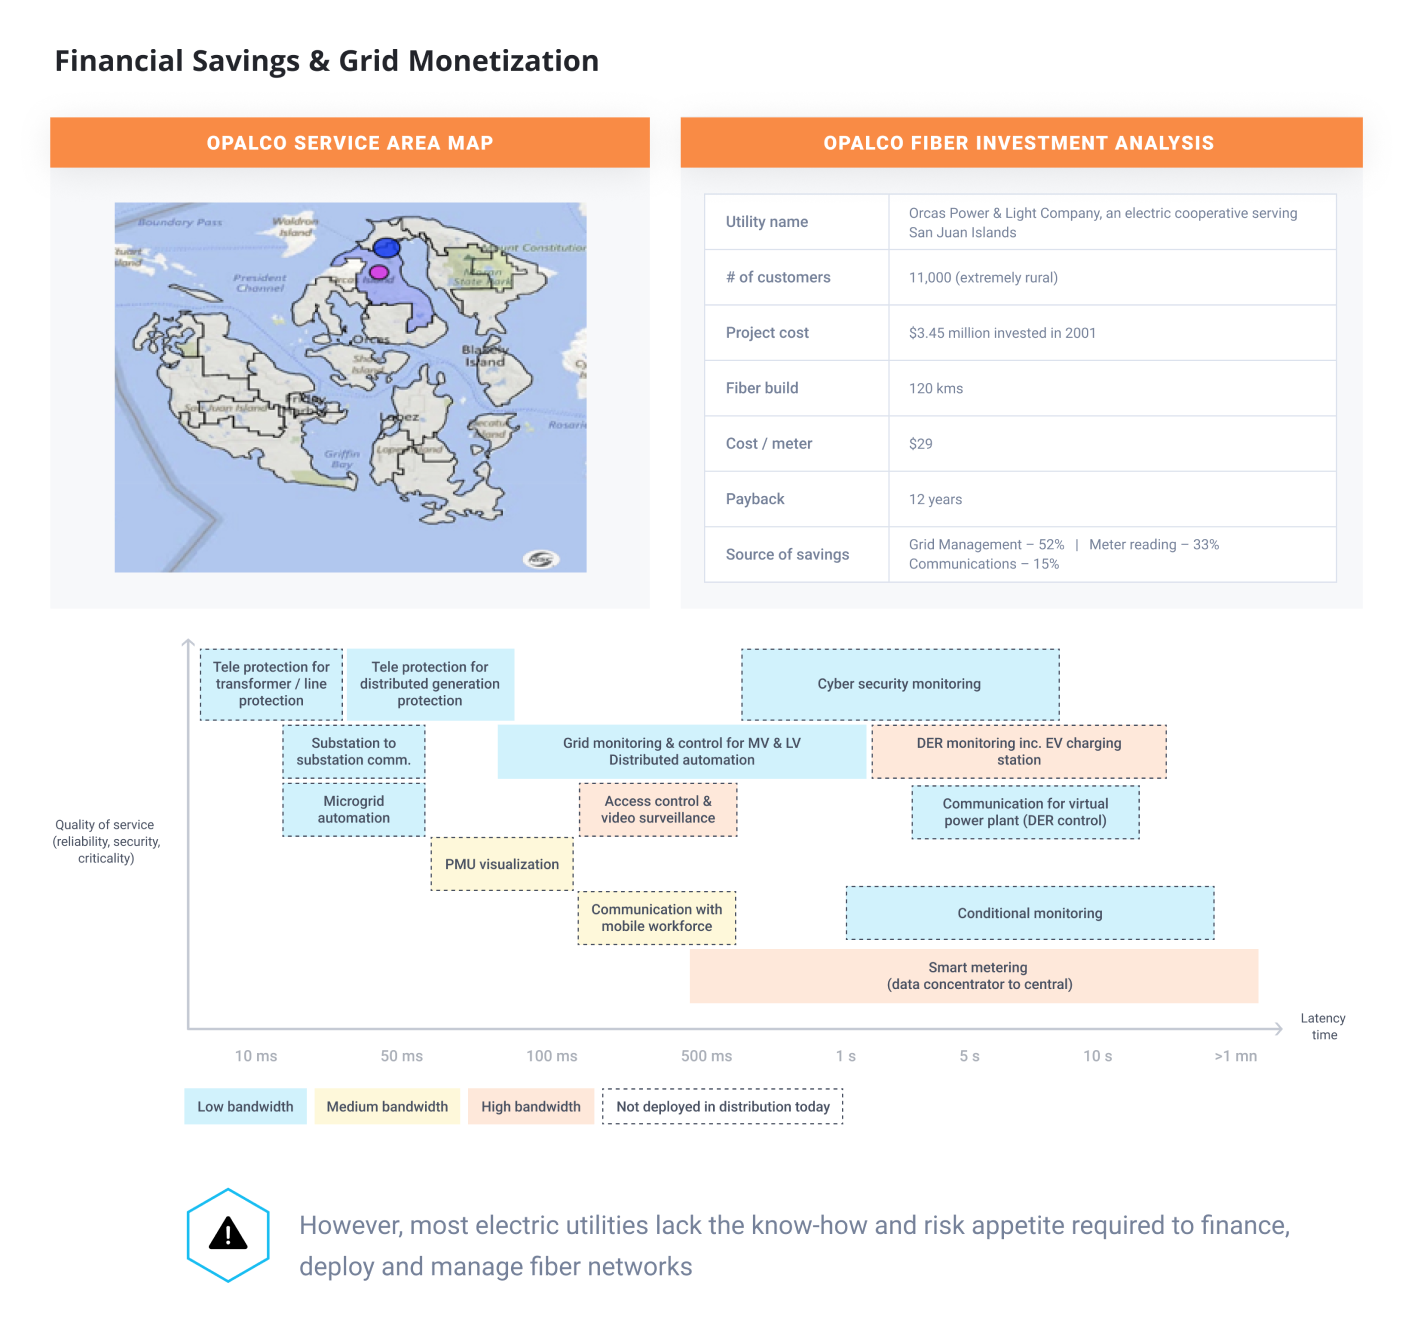 Financial Savings & Grid Monetization
OPALCO SERVICE AREA MAP
Boundary Pass
Waldron
Island
President
Channel
Mount Constitution
Moran
State Park
Orcas Island
Orcas
Shaw
Island
Blakely
Island
San Juan Island
Friday
Harbor
Lopez
Lopez Island
Decatur
Island
Griffin
Bay
Rosario
OPALCO FIBER INVESTMENT ANALYSIS
Utility name
Orcas Power & Light Company, an electric cooperative serving
San Juan Islands
# of customers
11,000 (extremely rural)
Project cost
$3.45 million invested in 2001
Fiber build
120 kms
Cost / meter
$29
Payback
12 years
Source of savings
Grid Management – 52% | Meter reading – 33%
Communications – 15%
Quality of service
(reliability, security,
criticality)
Tele protection for
transformer / line
protection
Tele protection for
distributed generation
protection
Cyber security monitoring
Substation to
substation comm.
Grid monitoring & control for MV & LV
Distributed automation
DER monitoring inc. EV charging
station
Microgrid
automation
Access control &
video surveillance
Communication for virtual
power plant (DER control)
PMU visualization
Communication with
mobile workforce
Conditional monitoring
Smart metering
(data concentrator to central)
Latency
time
10 ms
50 ms
100 ms
500 ms
1 s
5 s
10 s
>1 mn
Low bandwidth
Medium bandwidth
High bandwidth
Not deployed in distribution today
However, most electric utilities lack the know-how and risk appetite required to finance,
deploy and manage fiber networks